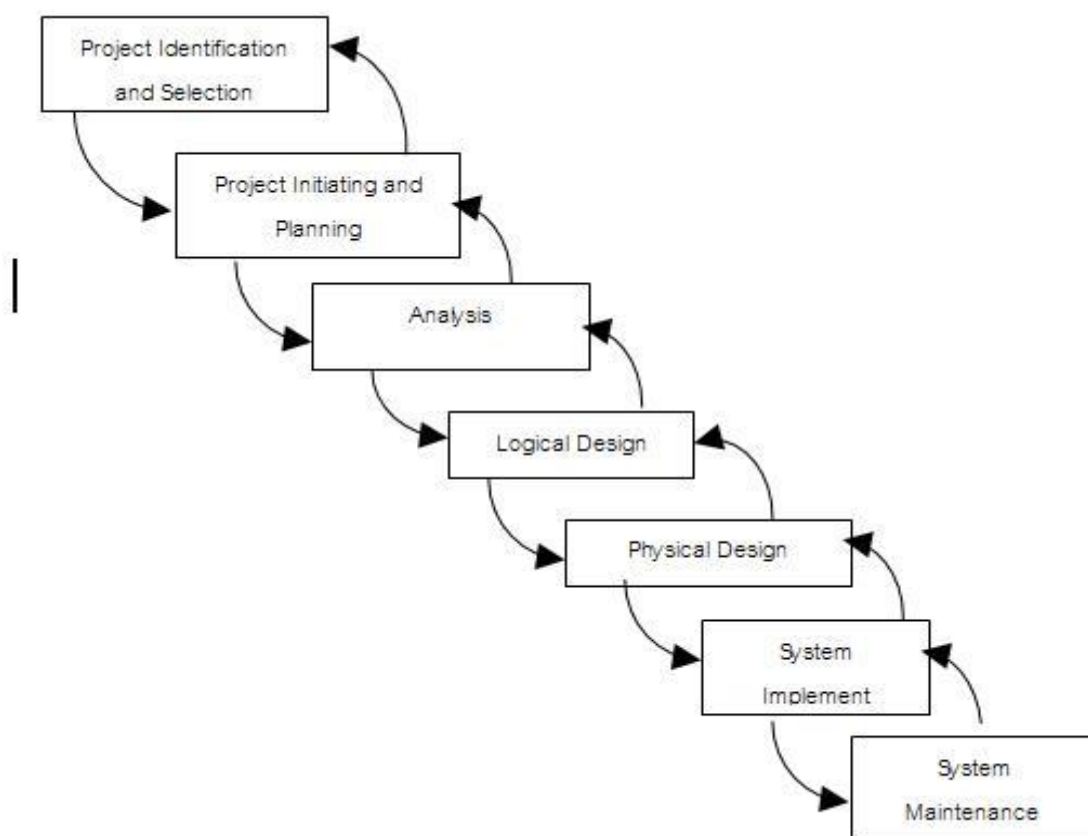 Project Identification
and Selection
Project Initiating and
Planning
Analysis
Logical Design
Physical Design
System
Implement
System
Maintenance